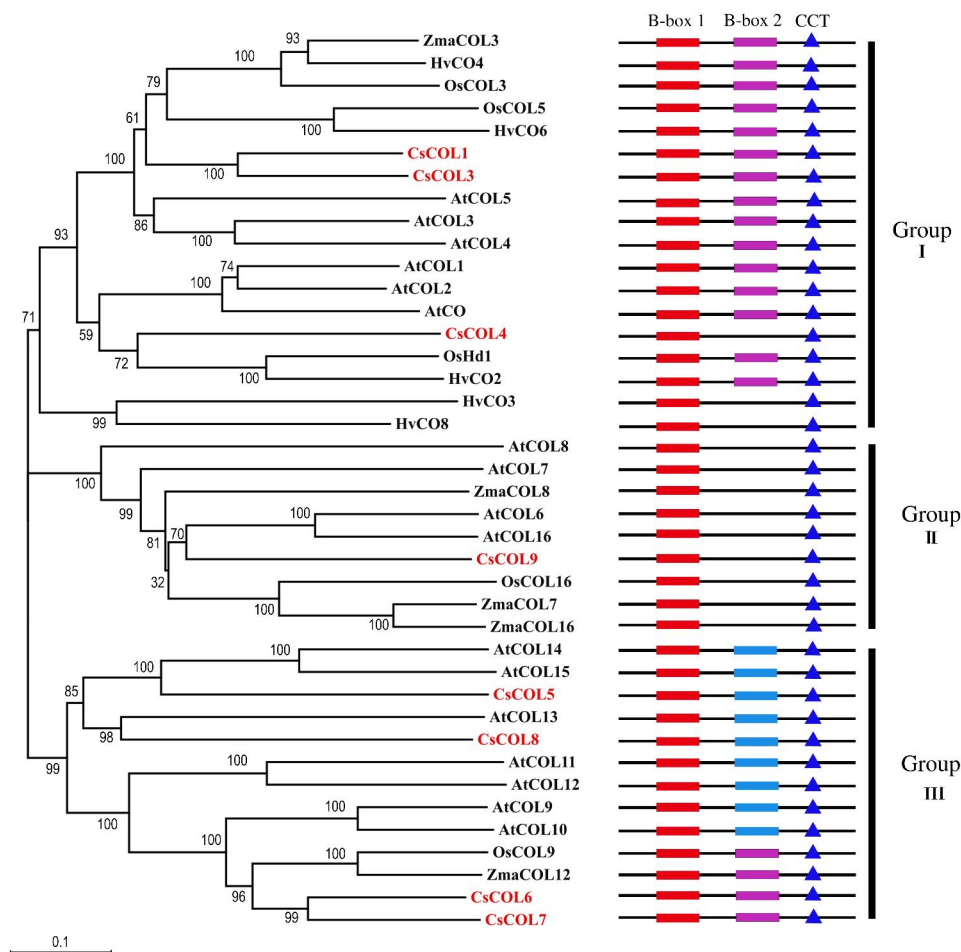 B-box 1 B-box 2 CCT
93 ZmaCOL3
100 HvCO4
79 OsCOL3
61 OsCOL5
100 HvCO6
100 CsCOL1
100 CsCOL3
86 AtCOL5
AtCOL3
100 AtCOL4
93
74 AtCOL1
100 AtCOL2
AtCO
59 CsCOL4
72 OsHd1
100 HvCO2
71
HvCO3
99 HvCO8
Group
I
AtCOL8
100 AtCOL7
99 ZmaCOL8
81 100 AtCOL6
70 AtCOL16
CsCOL9
32 OsCOL16
100 ZmaCOL7
100 ZmaCOL16
Group
II
100 AtCOL14
100 AtCOL15
85 CsCOL5
AtCOL13
98 CsCOL8
99
100 AtCOL11
AtCOL12
100
100 AtCOL9
100 AtCOL10
100 OsCOL9
96 ZmaCOL12
CsCOL6
99 CsCOL7
Group
III
0.1